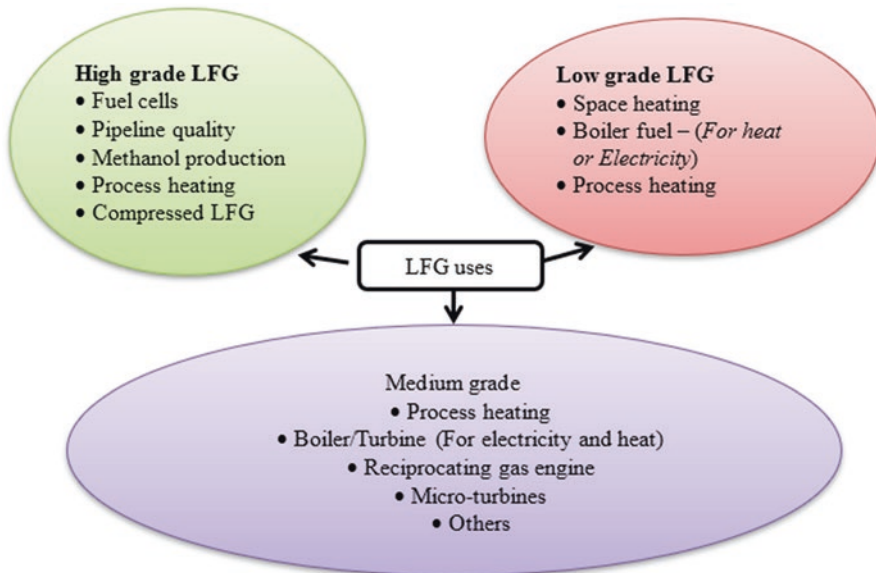 High grade LFG
• Fuel cells
• Pipeline quality
• Methanol production
• Process heating
• Compressed LFG
Low grade LFG
• Space heating
• Boiler fuel – (For heat
or Electricity)
• Process heating
LFG uses
Medium grade
• Process heating
• Boiler/Turbine (For electricity and heat)
• Reciprocating gas engine
• Micro-turbines
• Others